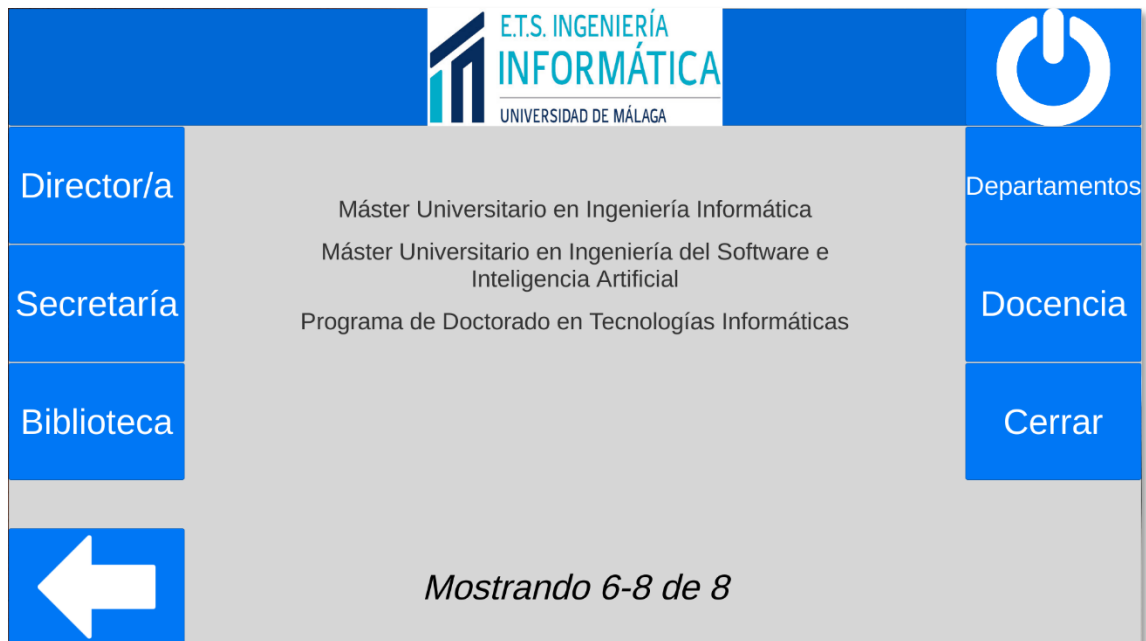 E.T.S. INGENIERÍA
INFORMÁTICA
UNIVERSIDAD DE MÁLAGA
Director/a
Secretaría
Biblioteca
Máster Universitario en Ingeniería Informática
Máster Universitario en Ingeniería del Software e
Inteligencia Artificial
Programa de Doctorado en Tecnologías Informáticas
Departamentos
Docencia
Cerrar
Mostrando 6-8 de 8